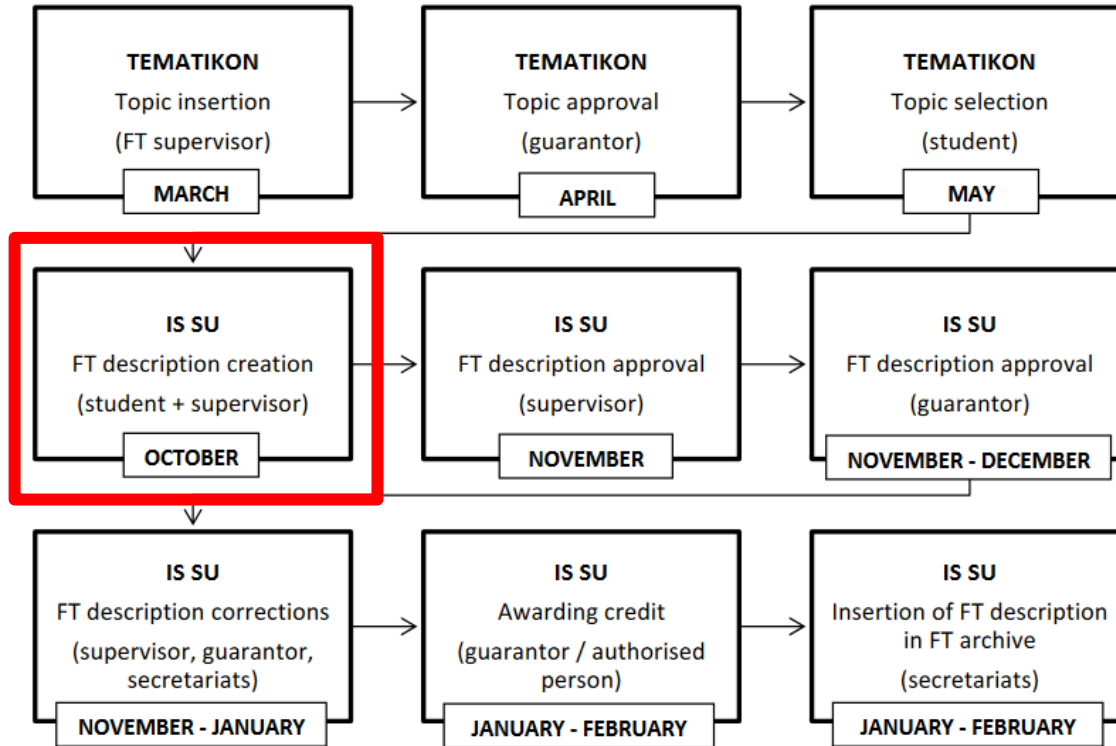 TEMATIKON
Topic insertion
(FT supervisor)
MARCH
TEMATIKON
Topic approval
(guarantor)
APRIL
TEMATIKON
Topic selection
(student)
MAY
IS SU
FT description creation
(student + supervisor)
OCTOBER
IS SU
FT description approval
(supervisor)
NOVEMBER
IS SU
FT description approval
(guarantor)
NOVEMBER - DECEMBER
IS SU
FT description corrections
(supervisor, guarantor,
secretariats)
NOVEMBER - JANUARY
IS SU
Awarding credit
(guarantor / authorised
person)
JANUARY - FEBRUARY
IS SU
Insertion of FT description
in FT archive
(secretariats)
JANUARY - FEBRUARY